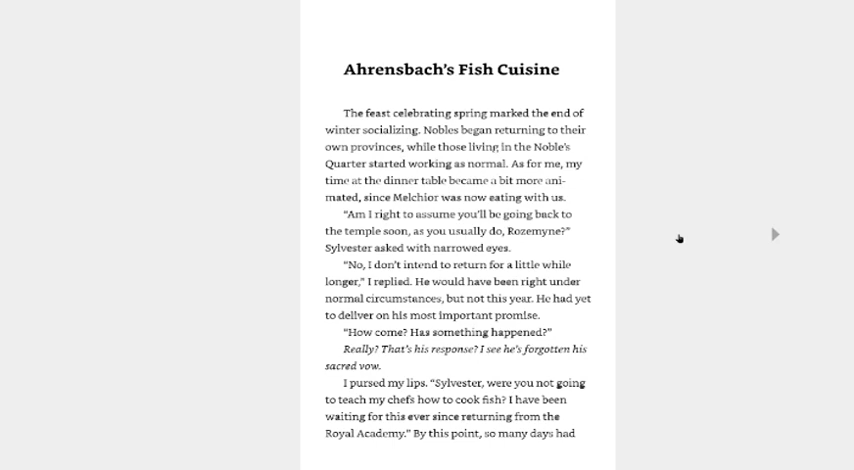 Ahrensbach’s Fish Cuisine
The feast celebrating spring marked the end of
winter socializing. Nobles began returning to their
own provinces, while those living in the Noble’s
Quarter started working as normal. As for me, my
time at the dinner table became a bit more ani-
mated, since Melchior was now eating with us.
“Am I right to assume you’ll be going back to
the temple soon, as you usually do, Rozemyne?”
Sylvester asked with narrowed eyes.
“No, I don’t intend to return for a little while
longer,” I replied. He would have been right under
normal circumstances, but not this year. He had yet
to deliver on his most important promise.
“How come? Has something happened?”
Really? That’s his response? I see he’s forgotten his
sacred vow.
I pursed my lips. “Sylvester, were you not going
to teach my chefs how to cook fish? I have been
waiting for this ever since returning from the
Royal Academy.” By this point, so many days had